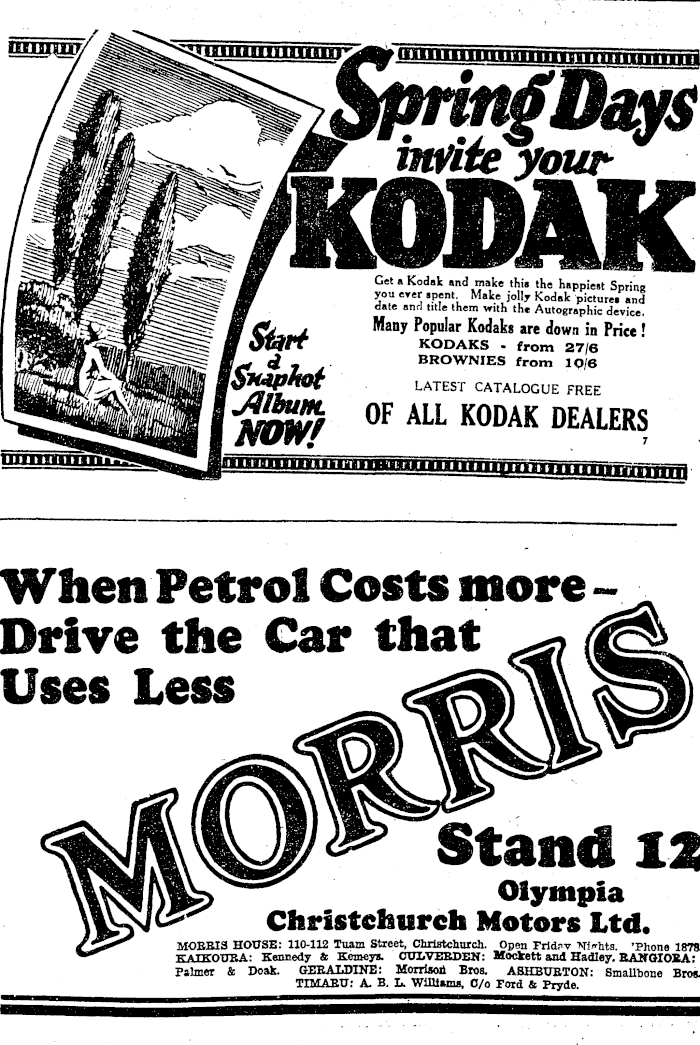 Spring Days
invite your
KODAK
Get a Kodak and make this the happiest Spring
you ever spent. Make jolly Kodak pictures and
date and title them with the Autographic device.
Many Popular Kodaks are down in Price!
KODAKS - from 27/6
BROWNIES from 10/6
LATEST CATALOGUE FREE
OF ALL KODAK DEALERS
7
Start
a
Snaphot
Album
NOW!
When Petrol Costs more—
Drive the Car that
Uses Less
MORRIS
Stand 12
Olympia
Christchurch Motors Ltd.
MORRIS HOUSE: 110-112 Tuam Street, Christchurch. Open Friday Nights. 'Phone 1878
KAIKOURA: Kennedy & Kemeys. CULVERDEN: Mockett and Hadley. RANGIORA:
Palmer & Doak. GERALDINE: Morrison Bros. ASHBURTON: Smallbone Bros.
TIMARU: A. B. L. Williams, C/o Ford & Pryde.